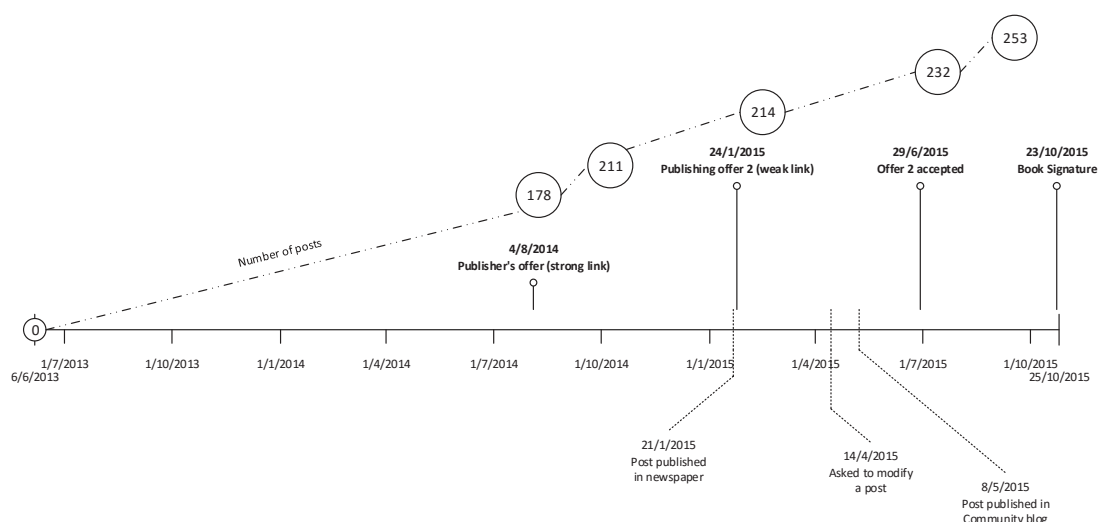 253
232
214
24/1/2015
Publishing offer 2 (weak link)
29/6/2015
Offer 2 accepted
23/10/2015
Book Signature
211
178
Number of posts
4/8/2014
Publisher's offer (strong link)
0
1/7/2013
1/10/2013
1/1/2014
1/4/2014
1/7/2014
1/10/2014
1/1/2015
1/4/2015
1/7/2015
1/10/2015
6/6/2013
25/10/2015
21/1/2015
Post published
in newspaper
14/4/2015
Asked to modify
a post
8/5/2015
Post published in
Community blog